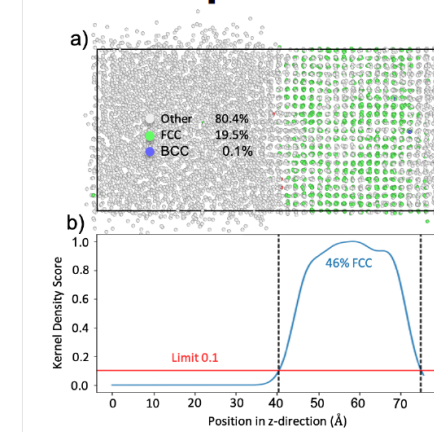 a)
Other 80.4%
FCC 19.5%
BCC 0.1%
b)
Kernel Density Score
1.0
0.8
0.6
0.4
0.2
0.0
46% FCC
Limit 0.1
0 10 20 30 40 50 60 70
Position in z-direction (Å)